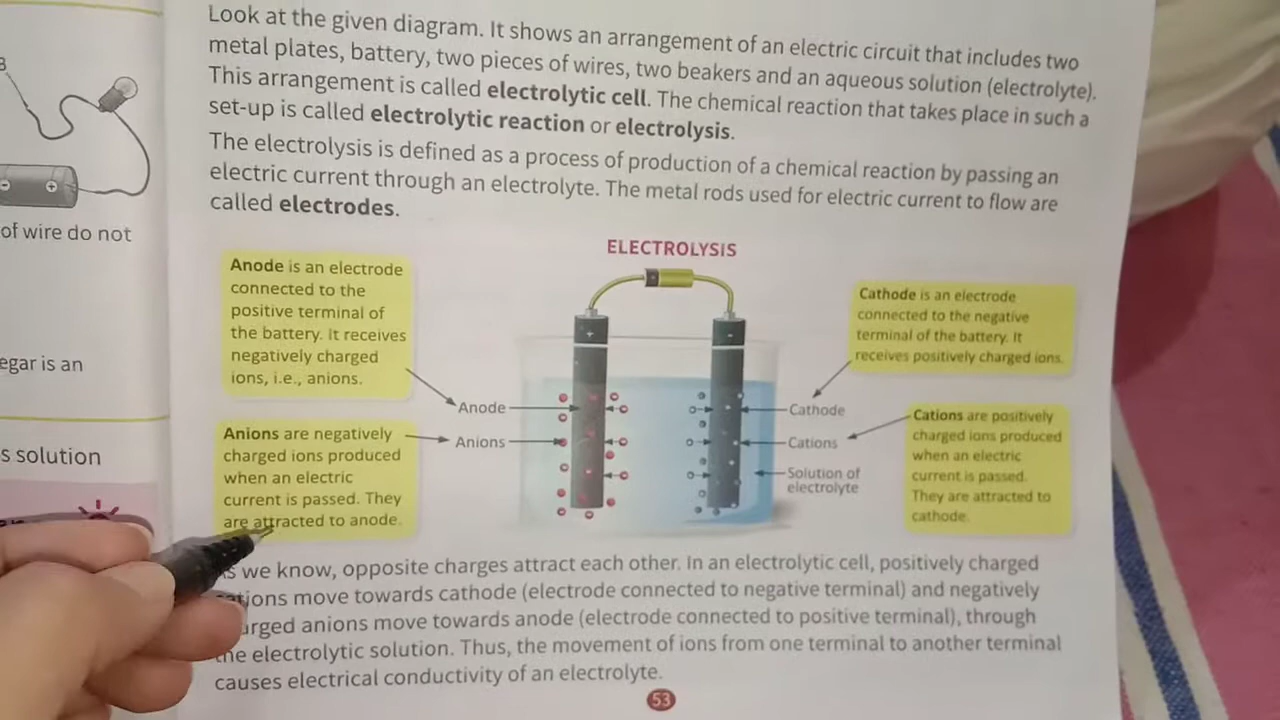 B
of wire do not
egar is an
s solution
Look at the given diagram. It shows an arrangement of an electric circuit that includes two
metal plates, battery, two pieces of wires, two beakers and an aqueous solution (electrolyte).
This arrangement is called electrolytic cell. The chemical reaction that takes place in such a
set-up is called electrolytic reaction or electrolysis.
The electrolysis is defined as a process of production of a chemical reaction by passing an
electric current through an electrolyte. The metal rods used for electric current to flow are
called electrodes.
ELECTROLYSIS
Anode is an electrode
connected to the
positive terminal of
the battery. It receives
negatively charged
ions, i.e., anions.
Anions are negatively
charged ions produced
when an electric
current is passed. They
are attracted to anode.
Anode
Anions
Cathode
Cations
Solution of
electrolyte
Cathode is an electrode
connected to the negative
terminal of the battery. It
receives positively charged ions.
Cations are positively
charged ions produced
when an electric
current is passed.
They are attracted to
cathode.
we know, opposite charges attract each other. In an electrolytic cell, positively charged
move towards cathode (electrode connected to negative terminal) and negatively
anions move towards anode (electrode connected to positive terminal), through
the electrolytic solution. Thus, the movement of ions from one terminal to another terminal
causes electrical conductivity of an electrolyte.
53